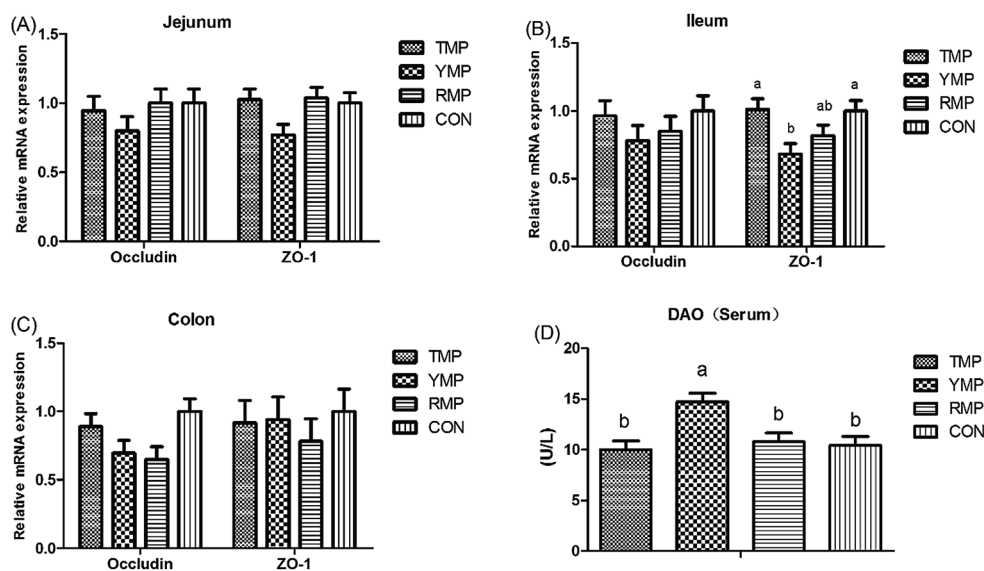 (A)
Jejunum
Relative mRNA expression
1.5
1.0
0.5
0.0
Occludin
ZO-1
TMP
YMP
RMP
CON
(B)
Ileum
Relative mRNA expression
1.5
1.0
0.5
0.0
a
b
ab
a
Occludin
ZO-1
TMP
YMP
RMP
CON
(C)
Colon
Relative mRNA expression
1.5
1.0
0.5
0.0
Occludin
ZO-1
TMP
YMP
RMP
CON
(D)
DAO（Serum）
(U/L)
20
15
10
5
0
b
a
b
b
TMP
YMP
RMP
CON